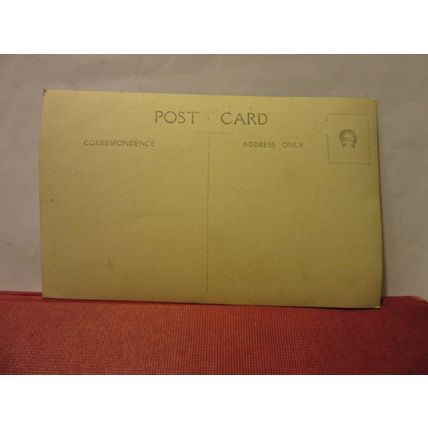 POST CARD
CORRESPONDENCE
ADDRESS ONLY